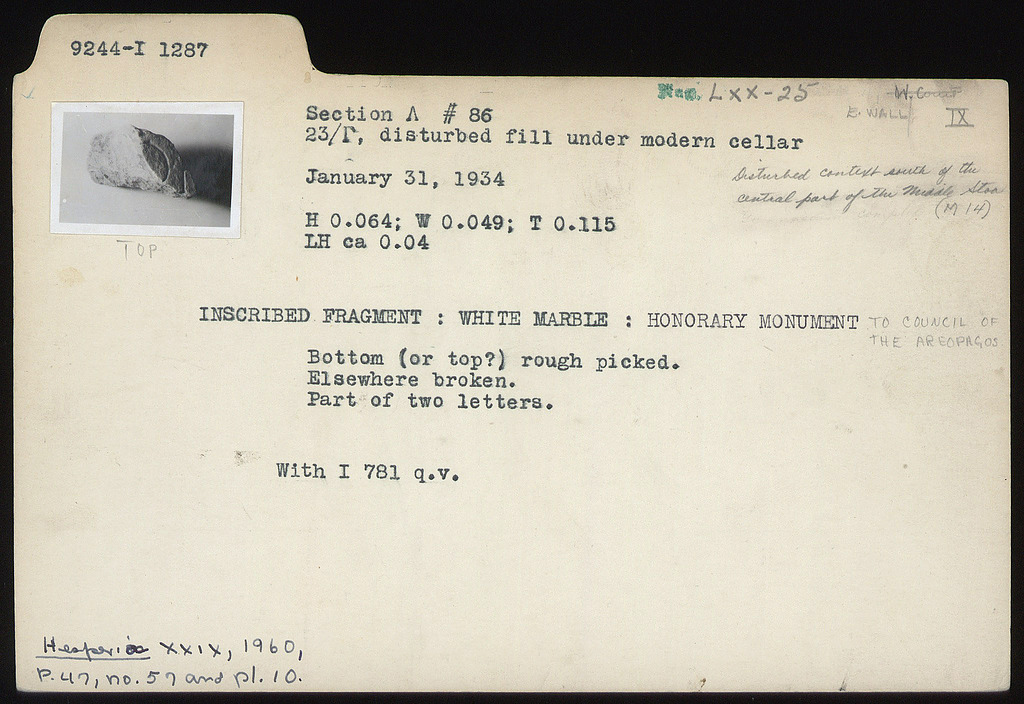 9244-I 1287
Neg. LXX-25
W. Court
E. WALL
IX
Section Λ # 86
23/Γ, disturbed fill under modern cellar
January 31, 1934
Disturbed context south of the
central part of the Middle Stoa
(M 14)
H 0.064; W 0.049; T 0.115
LH ca 0.04
TOP
INSCRIBED FRAGMENT : WHITE MARBLE : HONORARY MONUMENT TO COUNCIL OF
THE AREOPAGOS
Bottom (or top?) rough picked.
Elsewhere broken.
Part of two letters.
With I 781 q.v.
Hesperia XXIX, 1960,
P.47, no.57 and pl. 10.